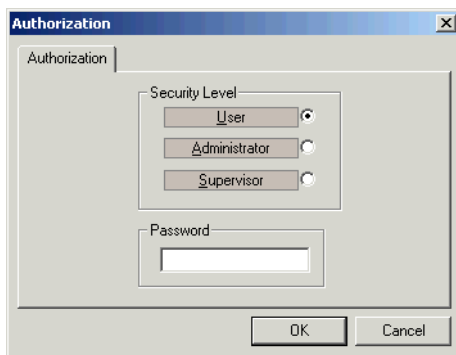 Authorization
Authorization
Security Level
User
Administrator
Supervisor
Password
OK Cancel